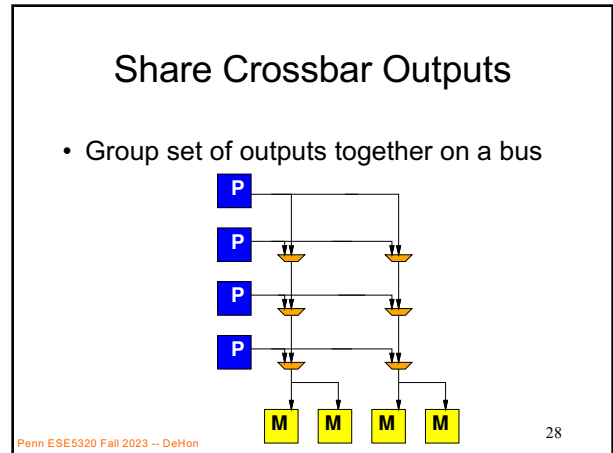 Share Crossbar Outputs
• Group set of outputs together on a bus
P
P
P
P
M M M M
Penn ESE5320 Fall 2023 -- DeHon
28